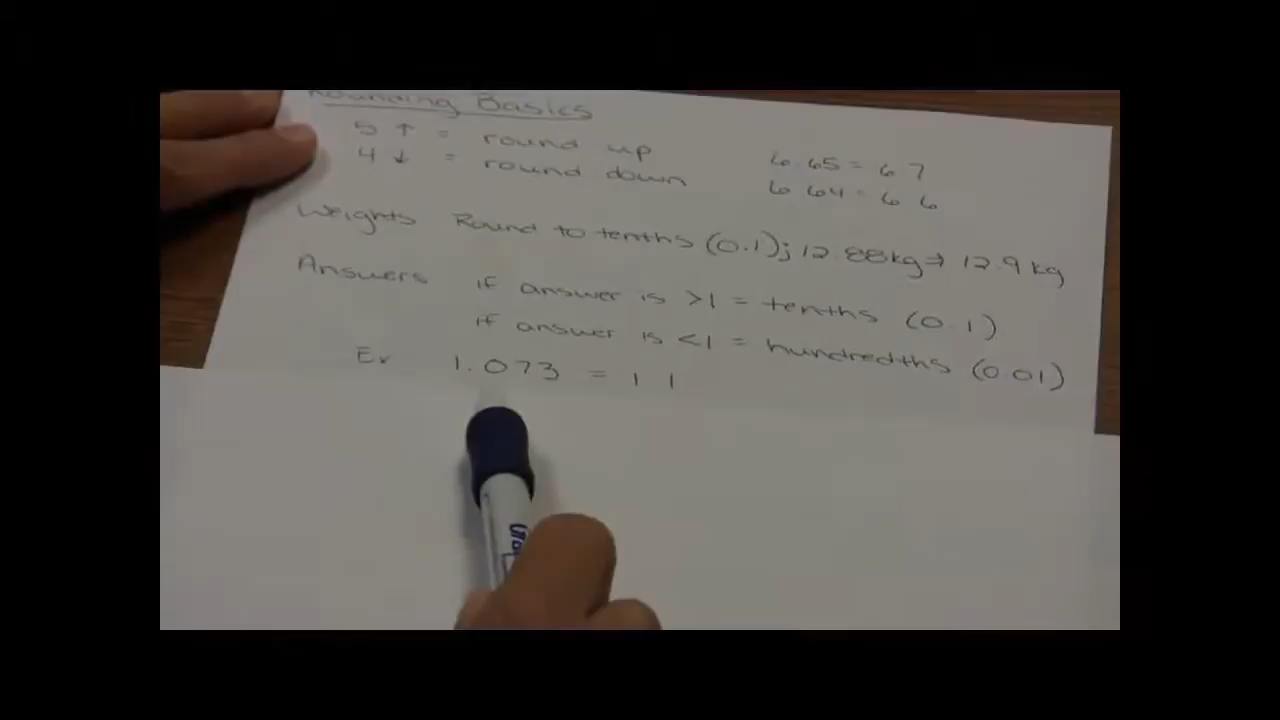 Rounding Basics
5 ↑ = round up 6.65 = 6.7
4 ↓ = round down 6.64 = 6.6
Weights Round to tenths (0.1); 12.88kg → 12.9 kg
Answers if answer is >1 = tenths (0.1)
if answer is <1 = hundredths (0.01)
Ex 1.073 = 1 1